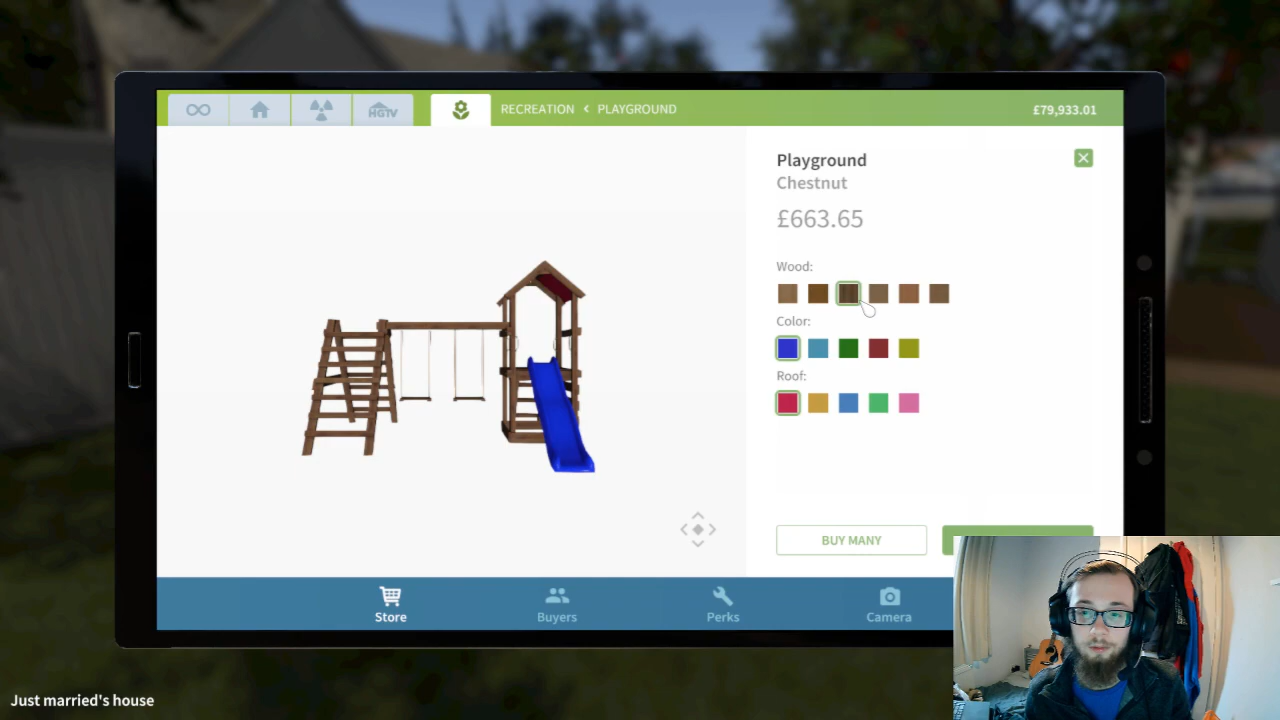 HGTV
RECREATION < PLAYGROUND
£79,933.01
Playground
Chestnut
£663.65
Wood:
Color:
Roof:
BUY MANY
Store
Buyers
Perks
Camera
Just married's house